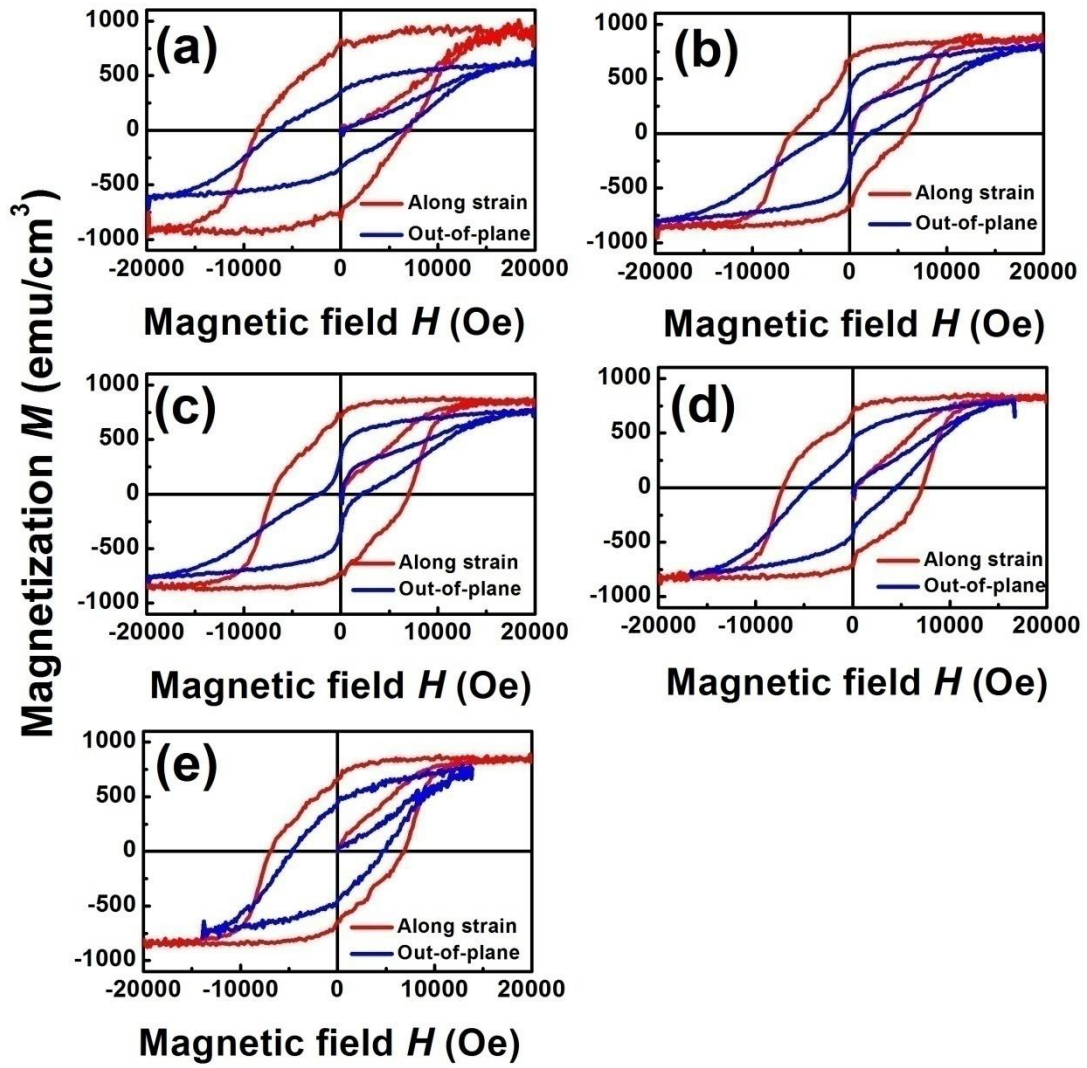 Magnetization M (emu/cm³)
(a)
1000
500
0
-500
-1000
Along strain
Out-of-plane
-20000 -10000 0 10000 20000
Magnetic field H (Oe)
(b)
1000
500
0
-500
-1000
Along strain
Out-of-plane
-20000 -10000 0 10000 20000
Magnetic field H (Oe)
(c)
1000
500
0
-500
-1000
Along strain
Out-of-plane
-20000 -10000 0 10000 20000
Magnetic field H (Oe)
(d)
1000
500
0
-500
-1000
Along strain
Out-of-plane
-20000 -10000 0 10000 20000
Magnetic field H (Oe)
(e)
1000
500
0
-500
-1000
Along strain
Out-of-plane
-20000 -10000 0 10000 20000
Magnetic field H (Oe)